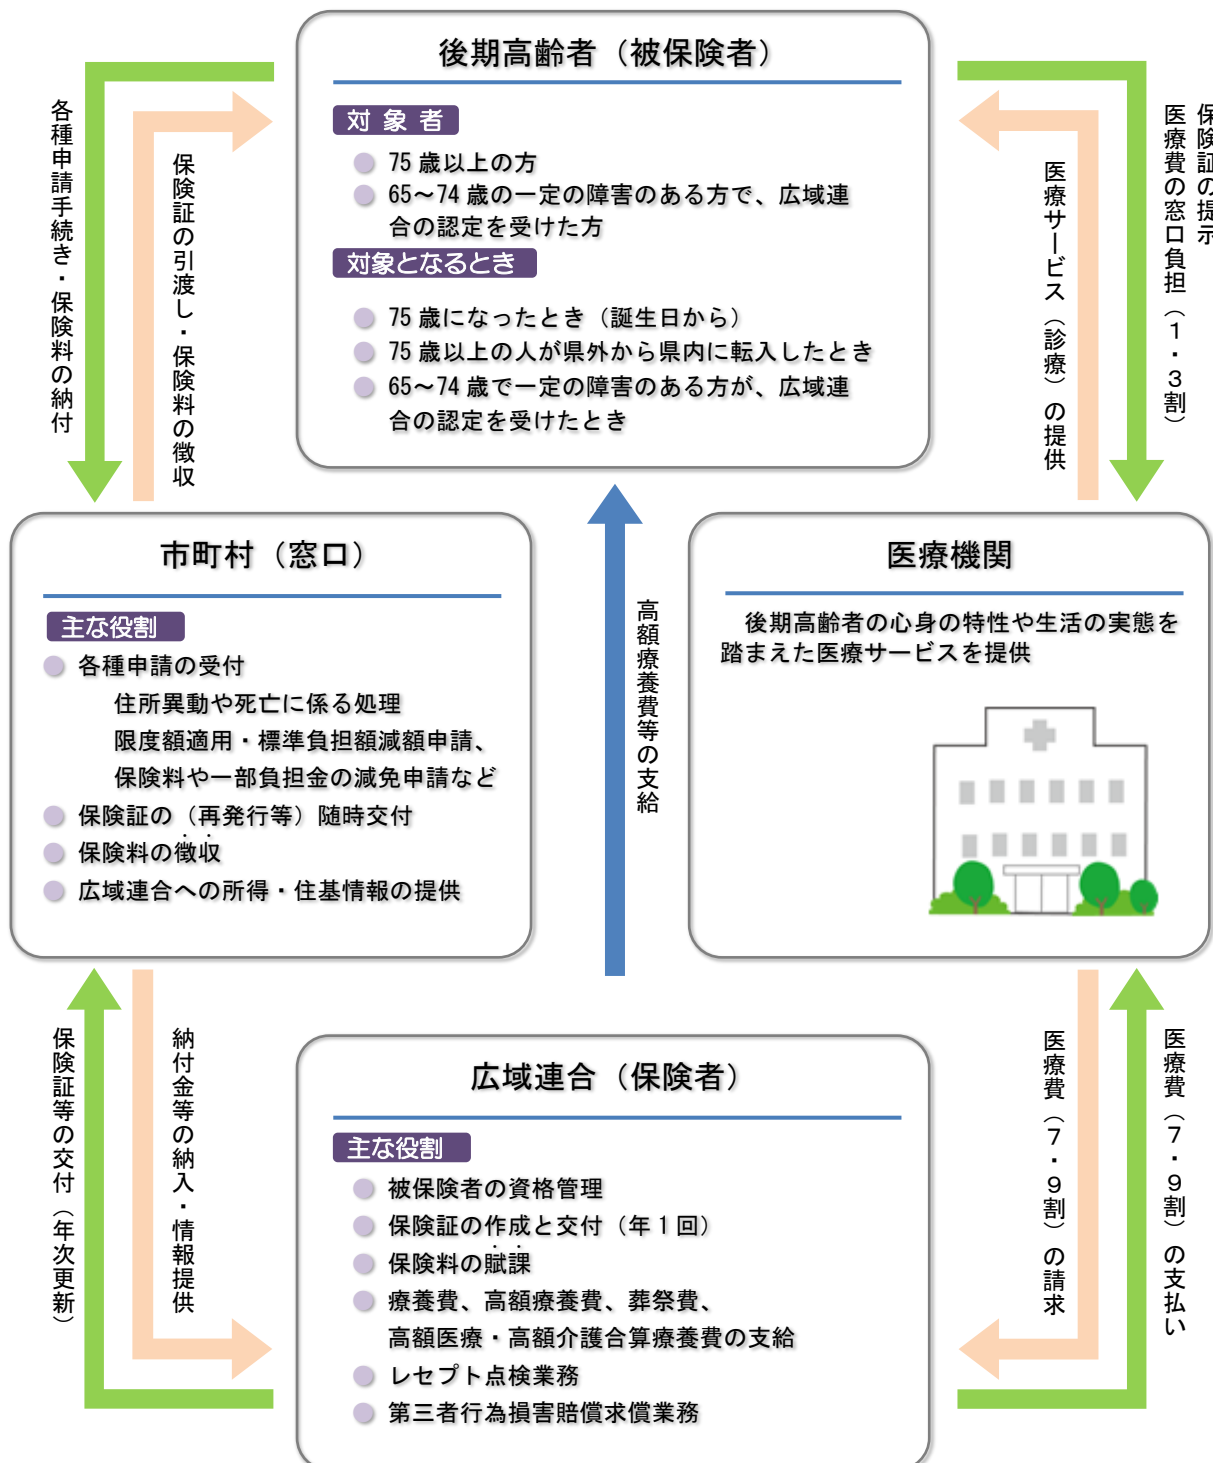 後期高齢者（被保険者）
対 象 者
● 75 歳以上の方
● 65～74 歳の一定の障害のある方で、広域連
合の認定を受けた方
対象となるとき
● 75 歳になったとき（誕生日から）
● 75 歳以上の人が県外から県内に転入したとき
● 65～74 歳で一定の障害のある方が、広域連
合の認定を受けたとき
各種申請手続き・保険料の納付
保険証の引渡し・保険料の徴収
医療サービス（診療）の提供
保険証の提示
医療費の窓口負担（１・３割）
市町村（窓口）
主な役割
● 各種申請の受付
住所異動や死亡に係る処理
限度額適用・標準負担額減額申請、
保険料や一部負担金の減免申請など
● 保険証の（再発行等）随時交付
● 保険料の徴収
● 広域連合への所得・住基情報の提供
高額療養費等の支給
医療機関
後期高齢者の心身の特性や生活の実態を
踏まえた医療サービスを提供
保険証等の交付（年次更新）
納付金等の納入・情報提供
医療費（７・９割）の請求
医療費（７・９割）の支払い
広域連合（保険者）
主な役割
● 被保険者の資格管理
● 保険証の作成と交付（年１回）
● 保険料の賦課
● 療養費、高額療養費、葬祭費、
高額医療・高額介護合算療養費の支給
● レセプト点検業務
● 第三者行為損害賠償求償業務